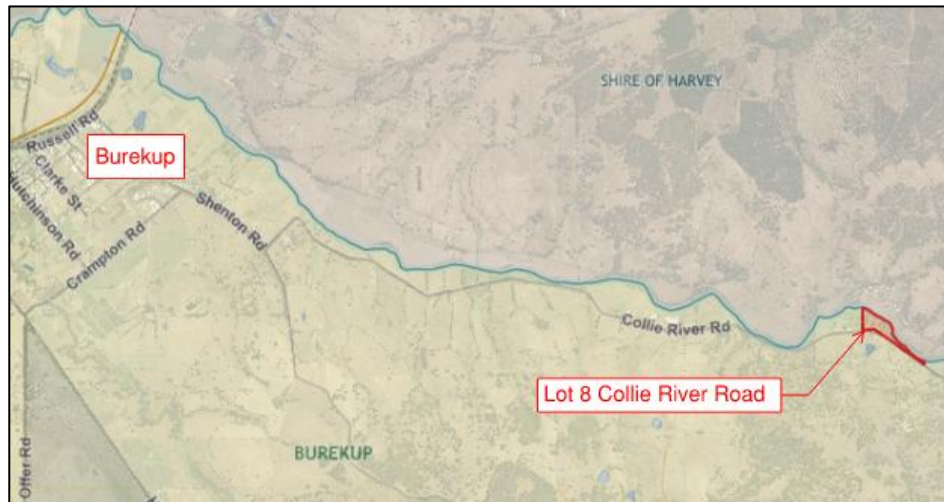 SHIRE OF HARVEY
Russell Rd
Burekup
Clarke St
Hutchinson Rd
Shenton Rd
Crampton Rd
Collie River Rd
Lot 8 Collie River Road
BUREKUP
Offer Rd